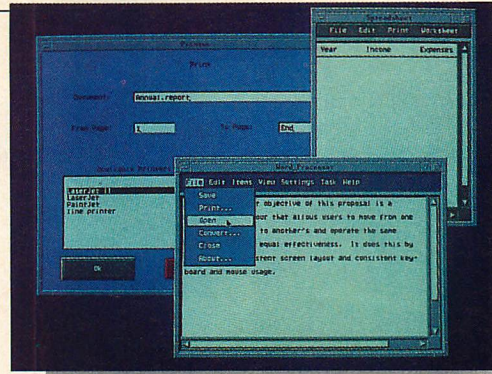 Printer
Print
Document: Annual.report
From Page: 1 To Page: End
Available Printers
LaserJet II
LaserJet
PaintJet
line printer
Ok
Spreadsheet
File Edit Print Worksheet
Year Income Expenses
Word Processor
File Edit Items View Settings Task Help
Save
Print...
Open
Convert...
Close
About...
r objective of this proposal is a
our that allows users to move from one
to another's and operate the same
equal effectiveness. It does this by
stent screen layout and consistent key-
board and mouse usage.